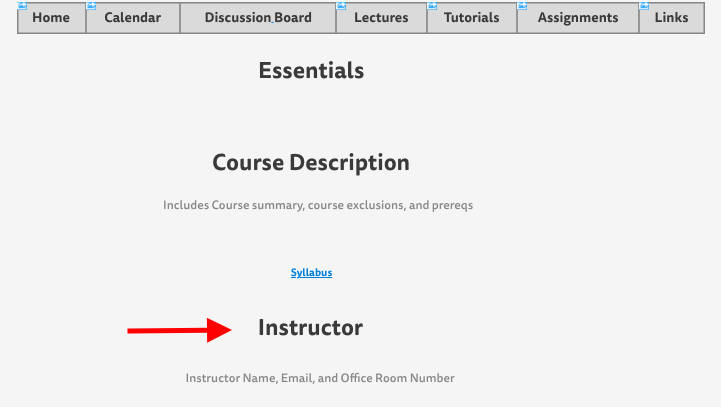 Home Calendar Discussion Board Lectures Tutorials Assignments Links
Essentials
Course Description
Includes Course summary, course exclusions, and prereqs
Syllabus
Instructor
Instructor Name, Email, and Office Room Number